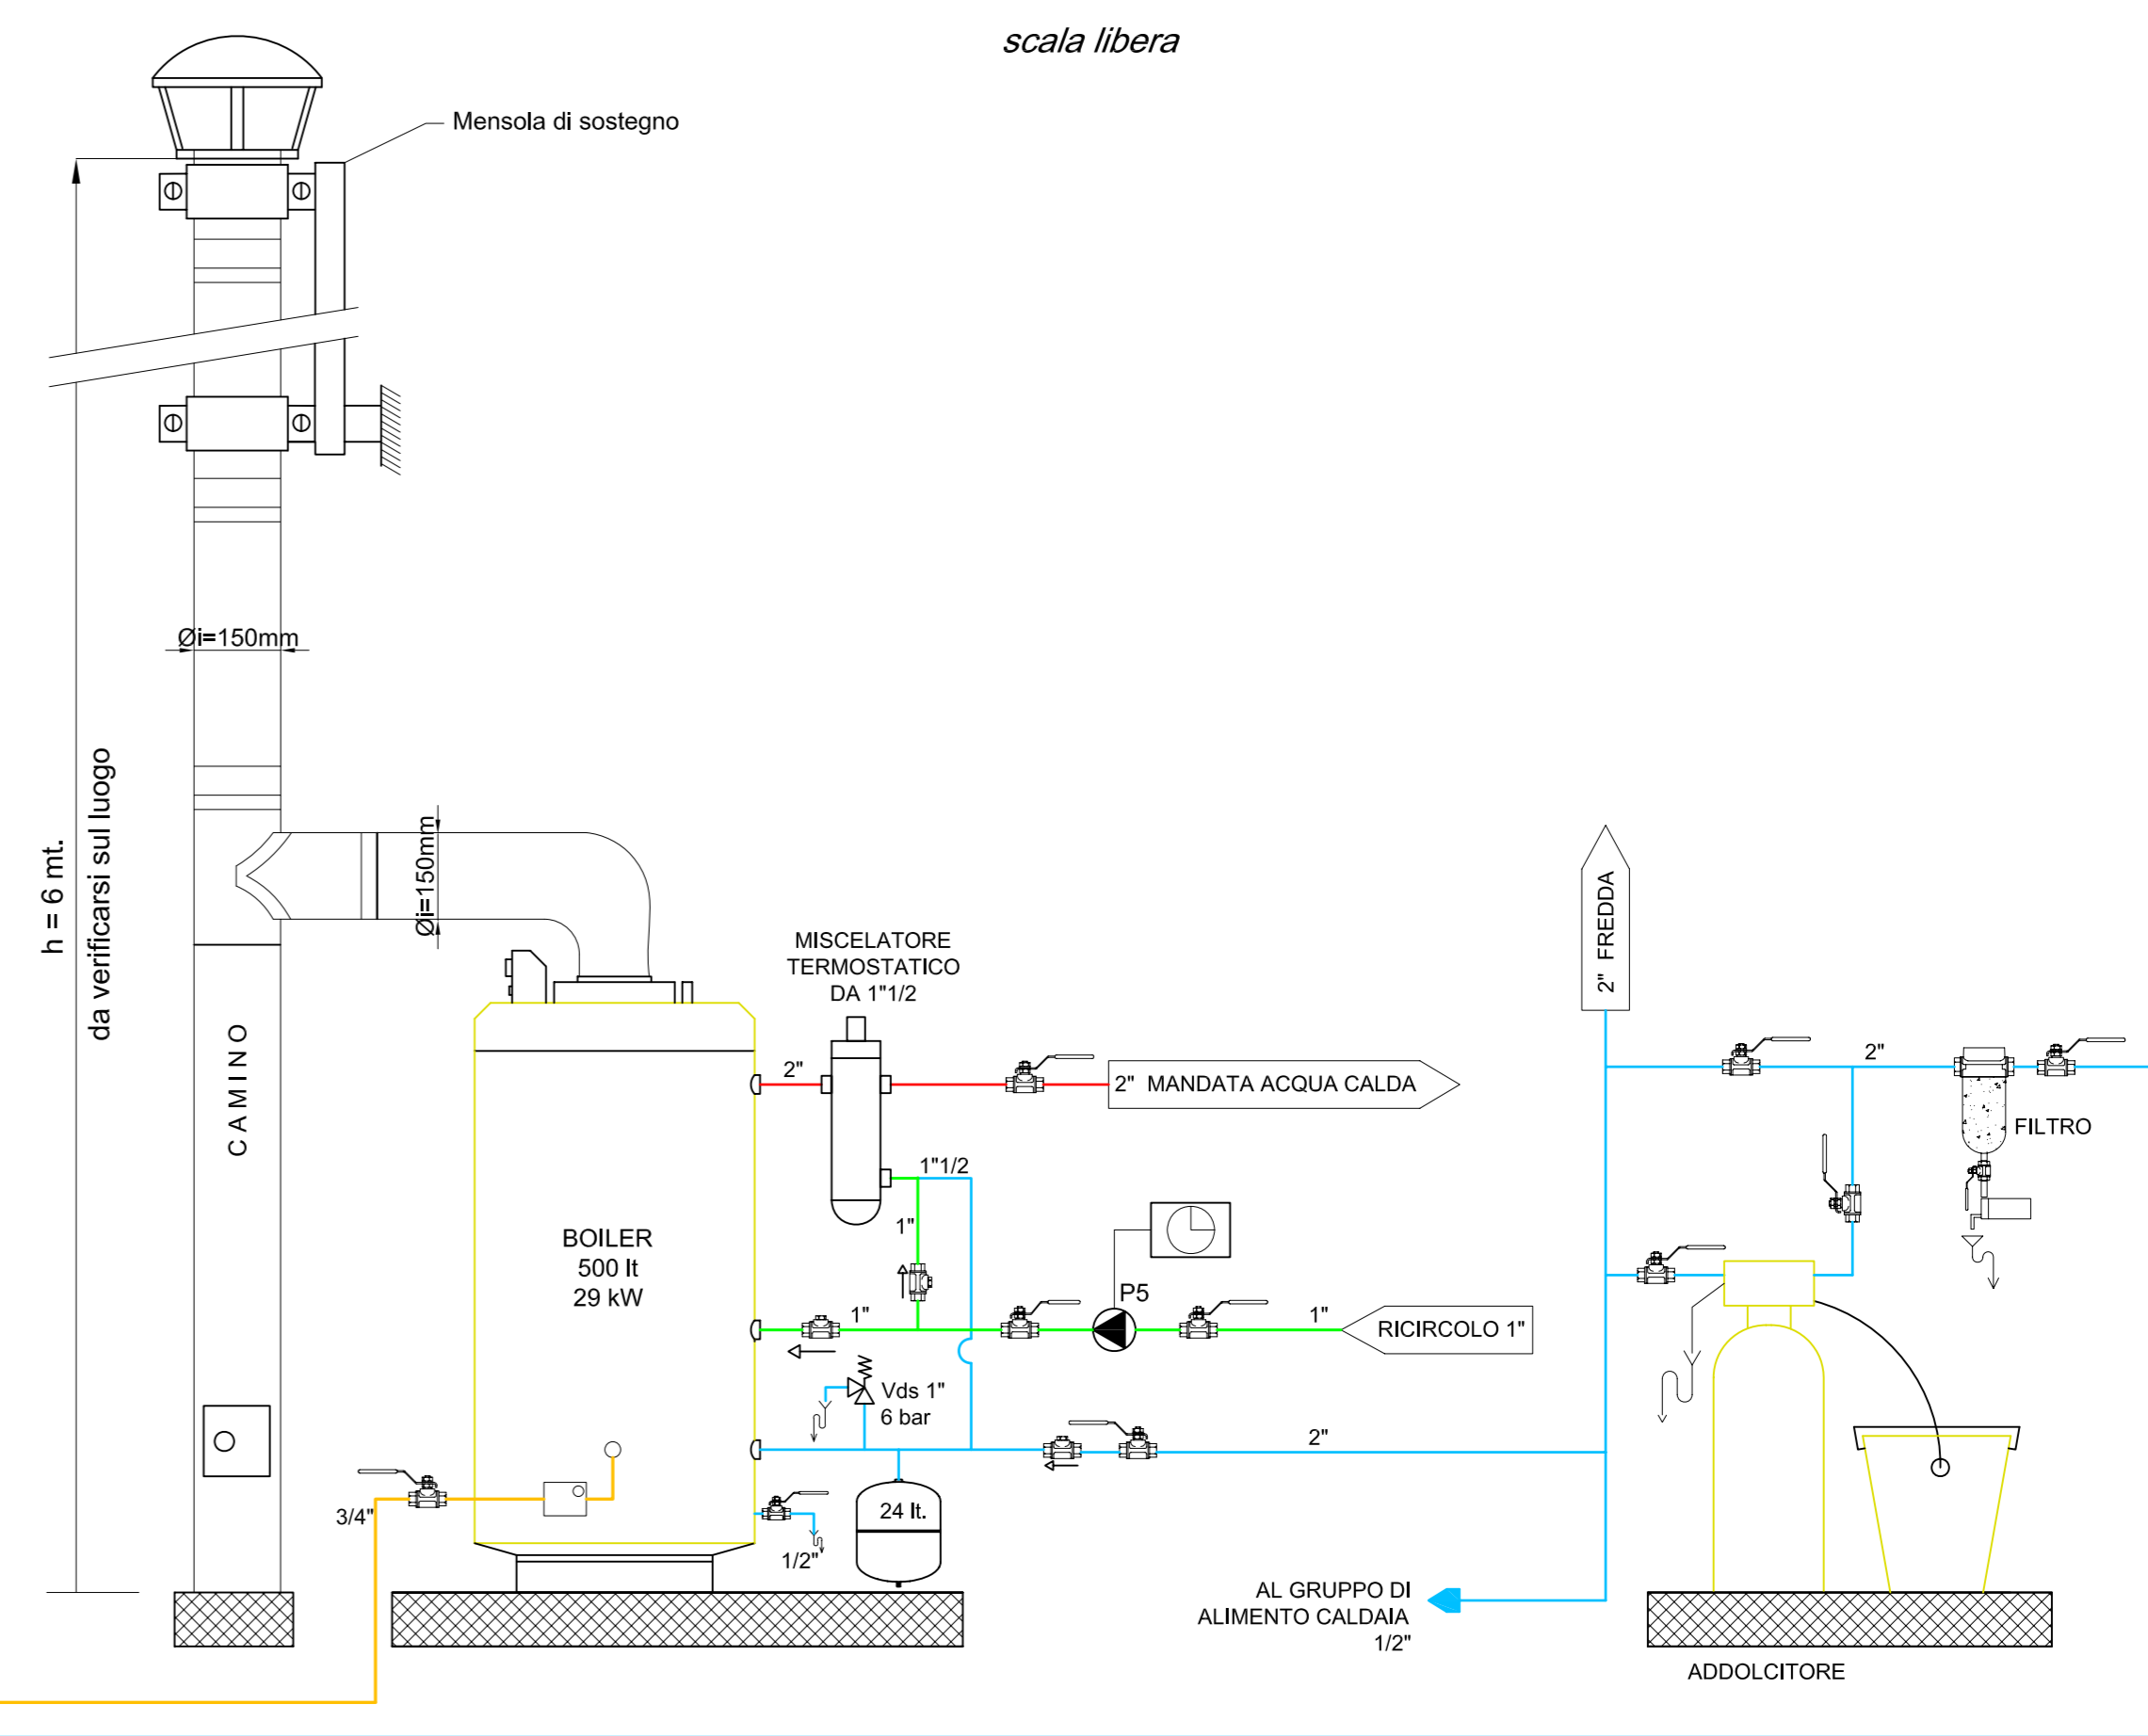 scala libera
Mensola di sostegno
Øi=150mm
h = 6 mt.
da verificarsi sul luogo
Øi=150mm
CAMINO
MISCELATORE
TERMOSTATICO
DA 1"1/2
2" FREDDA
2"
2" MANDATA ACQUA CALDA
2"
FILTRO
1"1/2
1"
BOILER
500 lt
29 kW
P5
1"
1"
RICIRCOLO 1"
Vds 1"
6 bar
2"
3/4"
24 lt.
1/2"
AL GRUPPO DI
ALIMENTO CALDAIA
1/2"
ADDOLCITORE